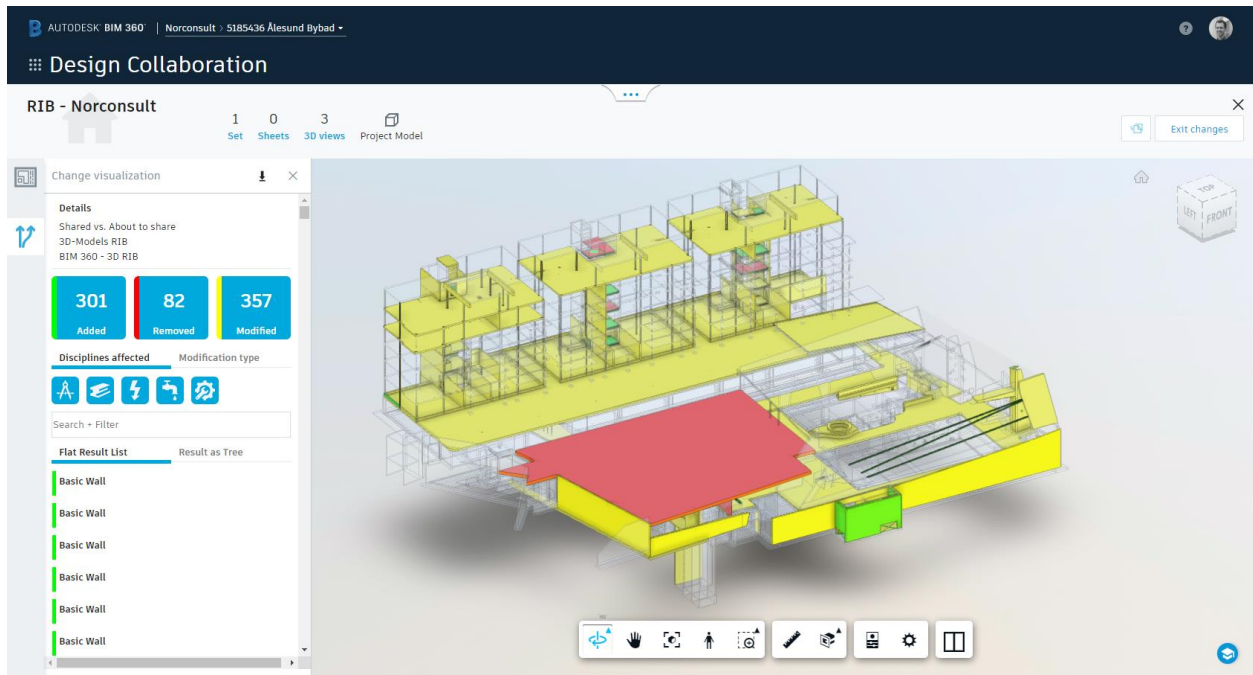 AUTODESK® BIM 360® | Norconsult > 5185436 Ålesund Bybad
Design Collaboration
RIB - Norconsult
1 0 3
Set Sheets 3D views Project Model
Exit changes
Change visualization
Details
Shared vs. About to share
3D-Models RIB
BIM 360 - 3D RIB
301 82 357
Added Removed Modified
Disciplines affected Modification type
Search + Filter
Flat Result List Result as Tree
Basic Wall
Basic Wall
Basic Wall
Basic Wall
Basic Wall
Basic Wall
TOP
LEFT FRONT